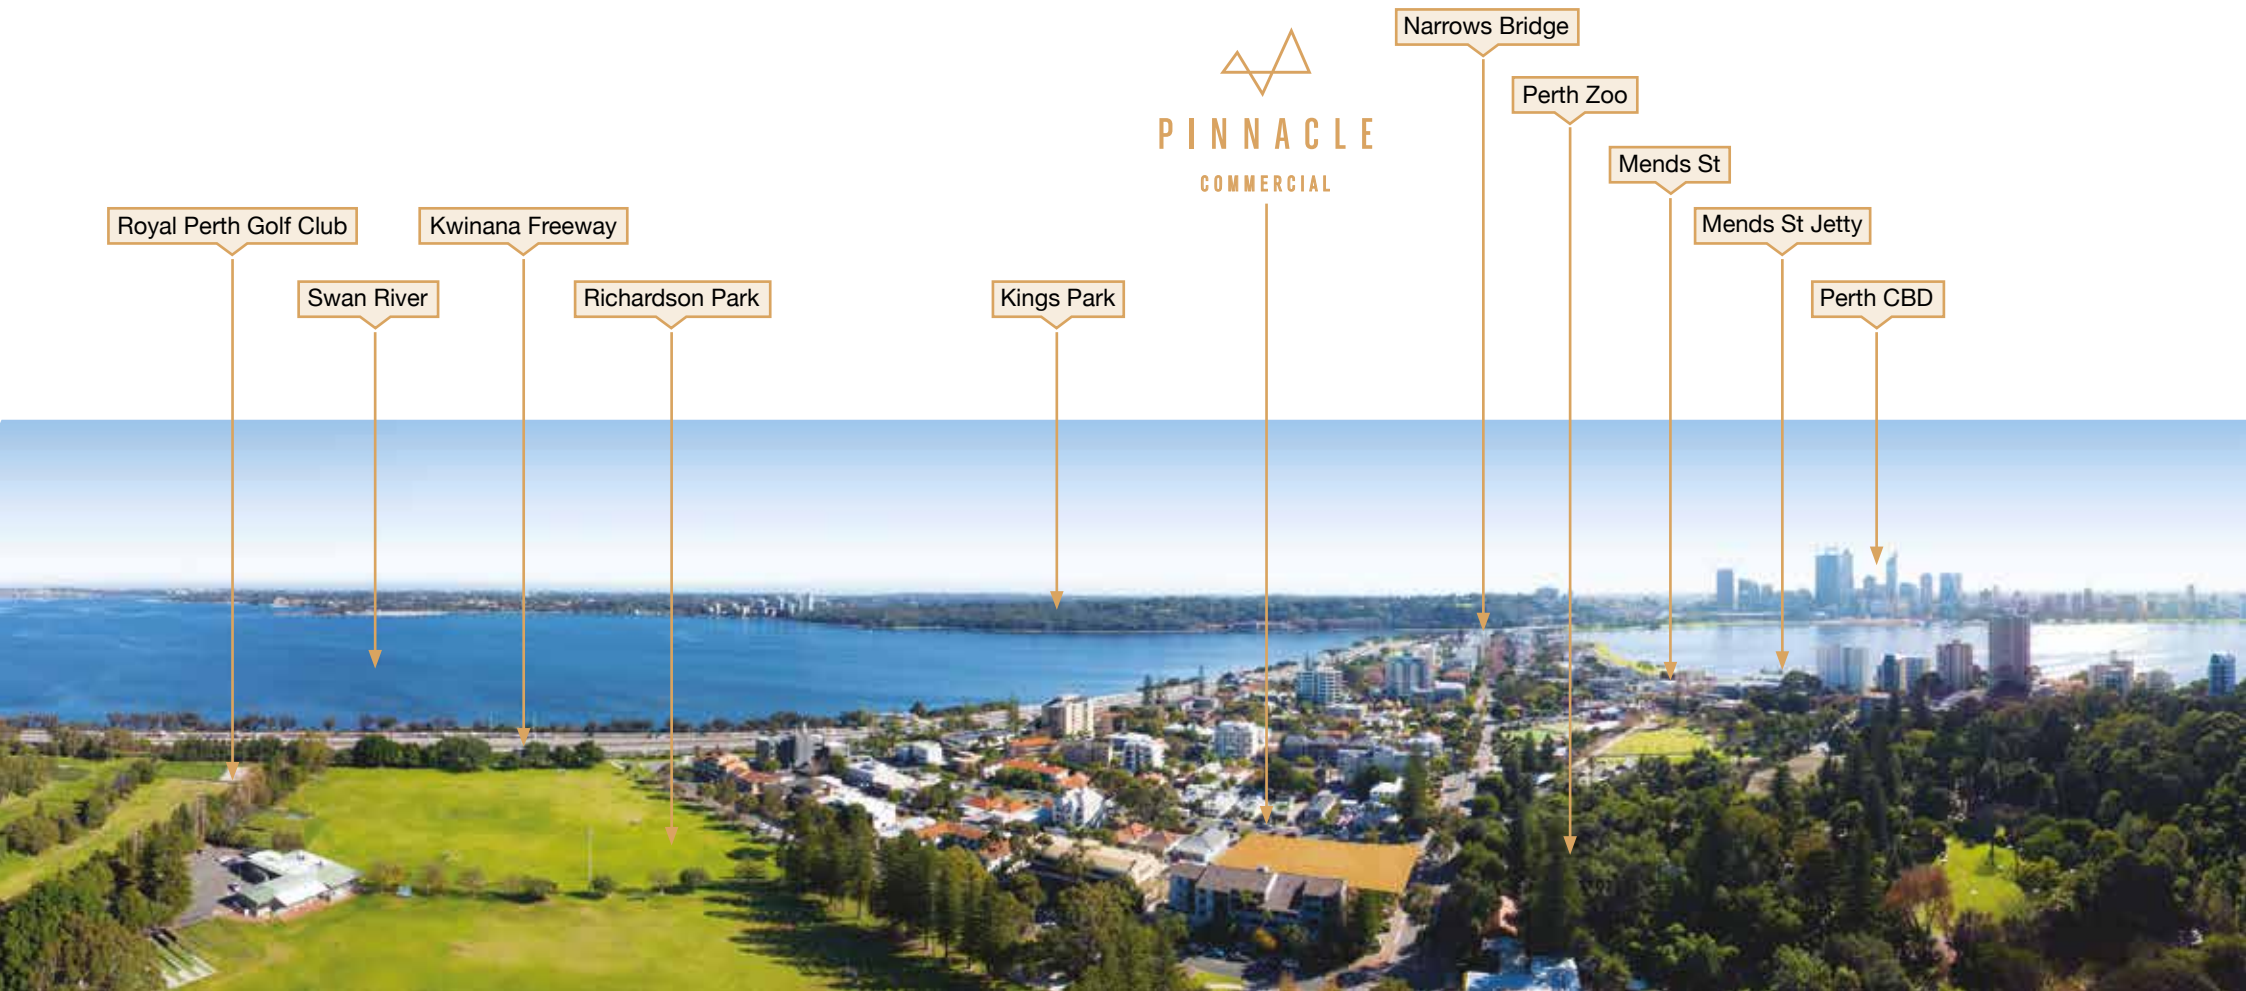 Narrows Bridge
Perth Zoo
PINNACLE
COMMERCIAL
Mends St
Royal Perth Golf Club
Kwinana Freeway
Mends St Jetty
Swan River
Richardson Park
Kings Park
Perth CBD